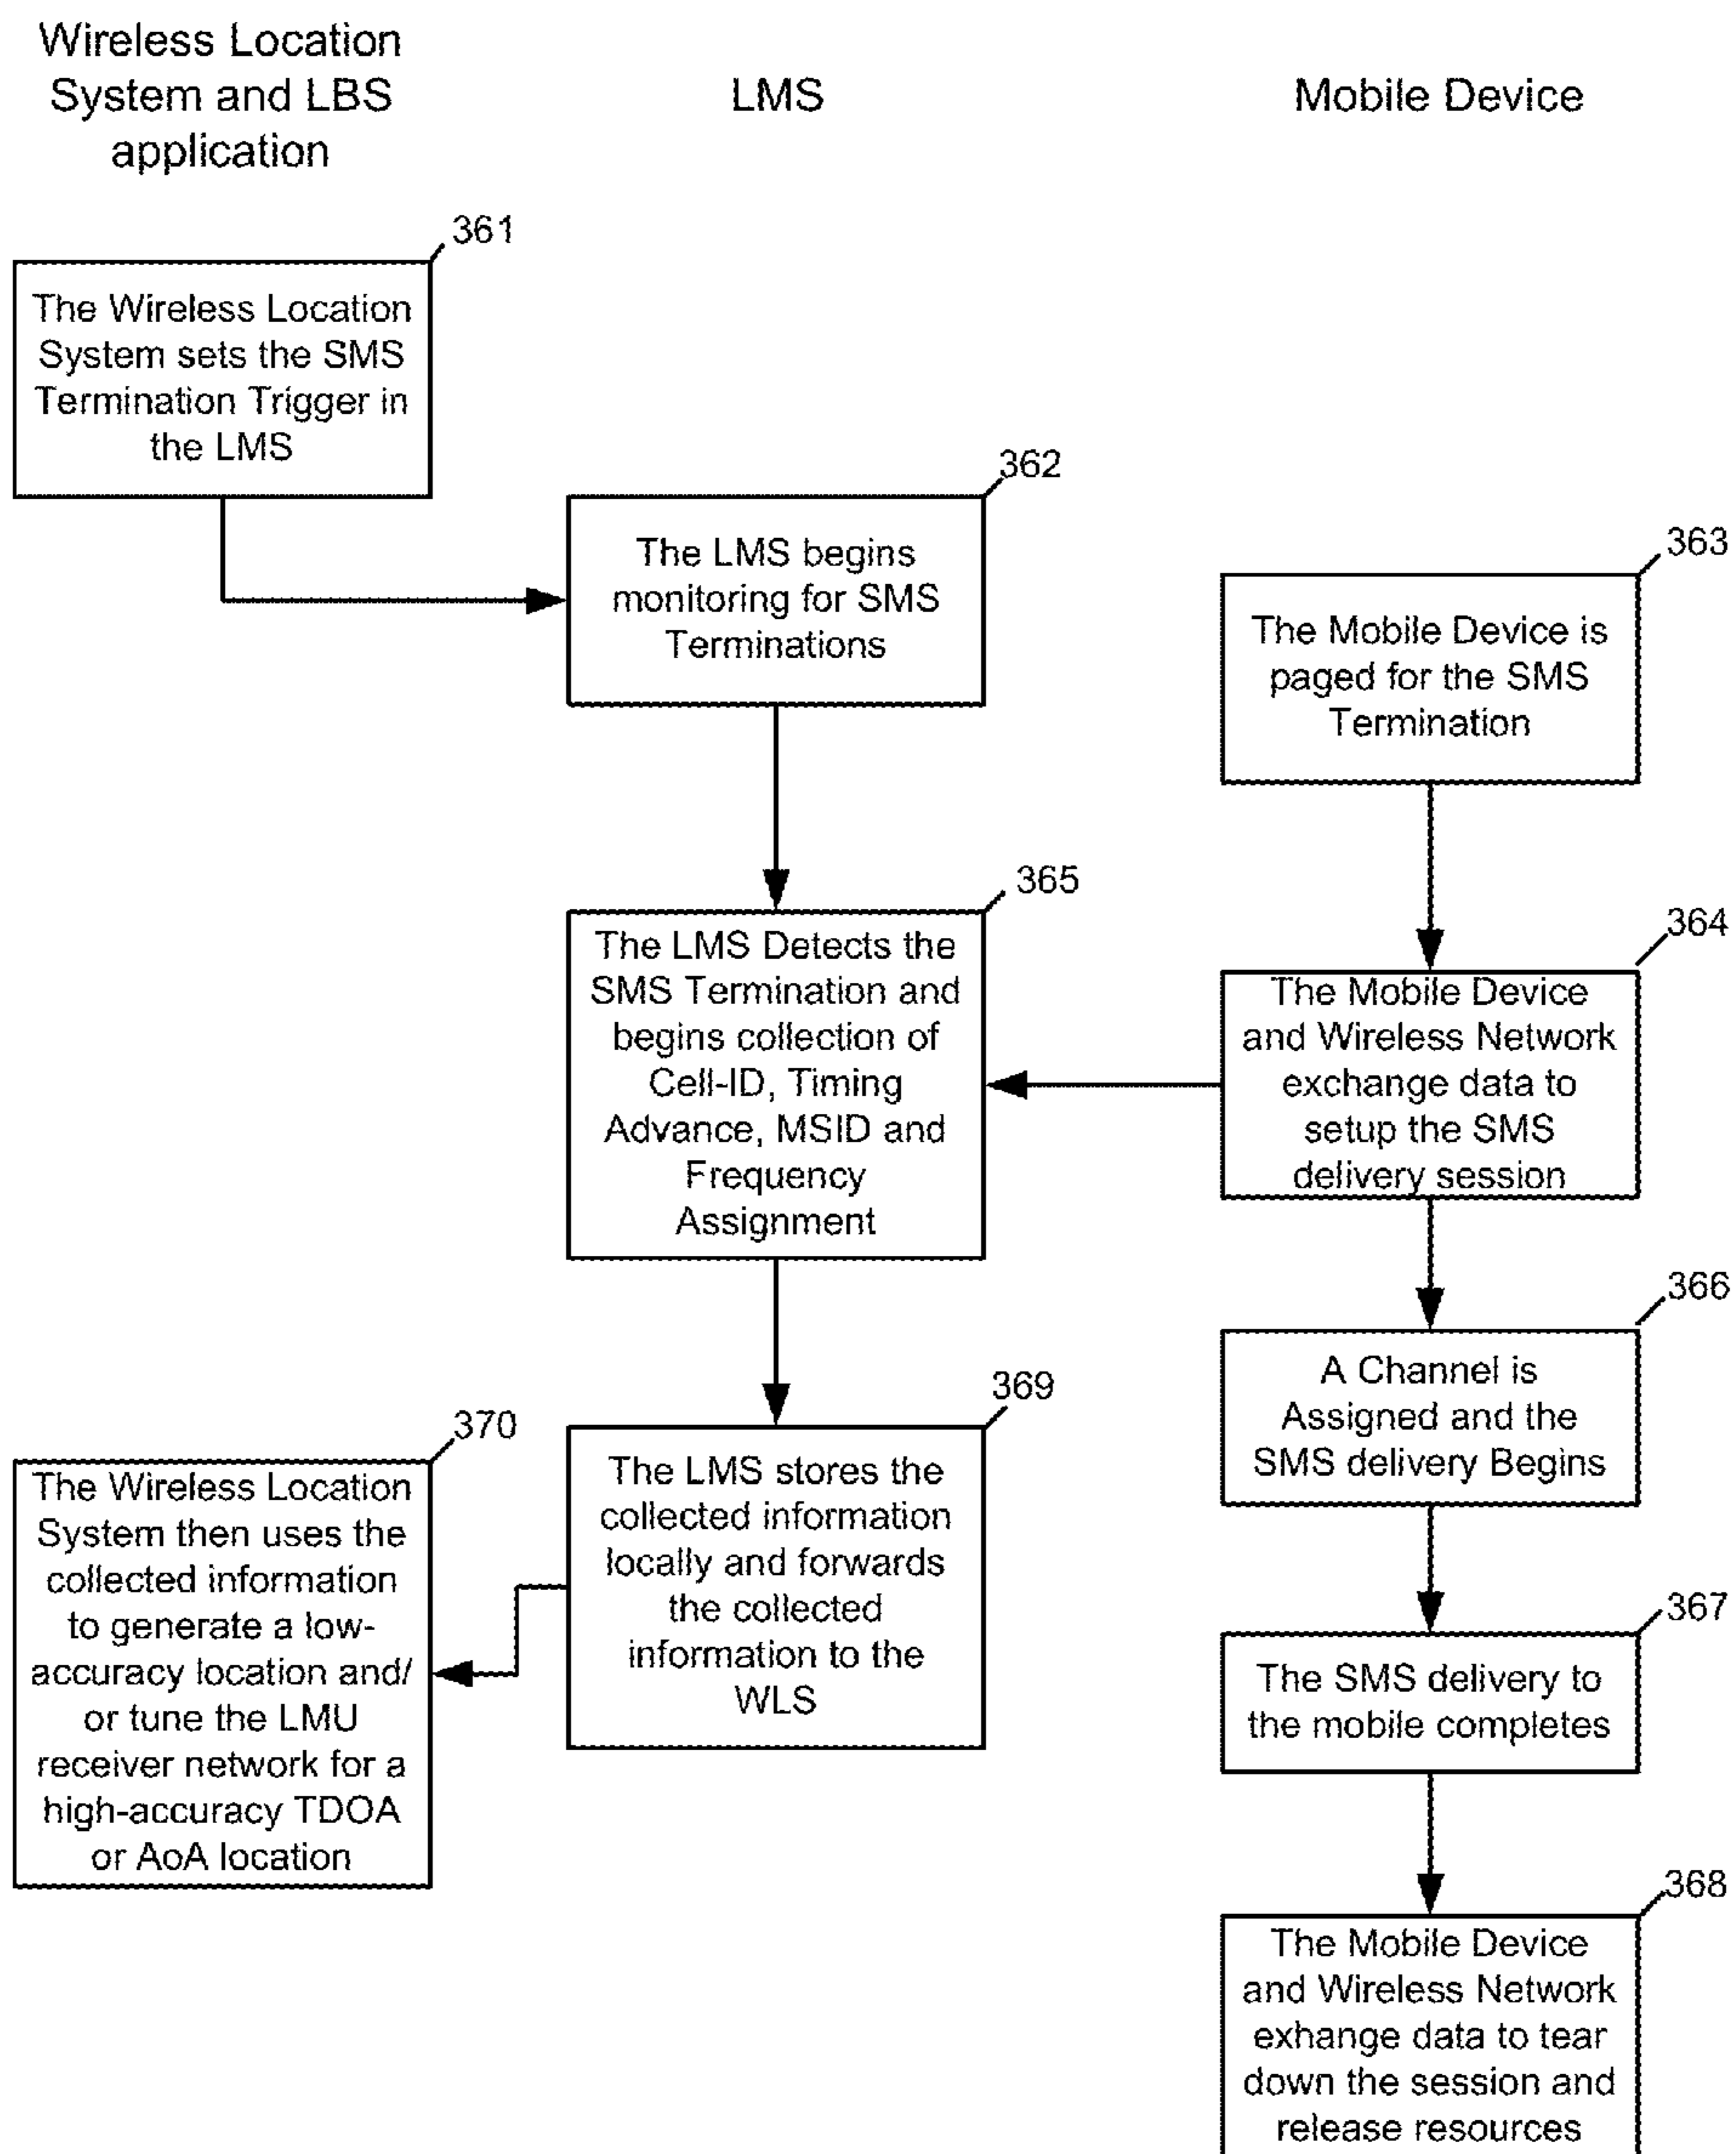 Wireless Location
System and LBS
application
LMS
Mobile Device
361
The Wireless Location
System sets the SMS
Termination Trigger in
the LMS
362
The LMS begins
monitoring for SMS
Terminations
363
The Mobile Device is
paged for the SMS
Termination
364
The Mobile Device
and Wireless Network
exchange data to
setup the SMS
delivery session
365
The LMS Detects the
SMS Termination and
begins collection of
Cell-ID, Timing
Advance, MSID and
Frequency
Assignment
366
A Channel is
Assigned and the
SMS delivery Begins
367
The SMS delivery to
the mobile completes
368
The Mobile Device
and Wireless Network
exhange data to tear
down the session and
release resources
369
The LMS stores the
collected information
locally and forwards
the collected
information to the
WLS
370
The Wireless Location
System then uses the
collected information
to generate a low-
accuracy location and/
or tune the LMU
receiver network for a
high-accuracy TDOA
or AoA location